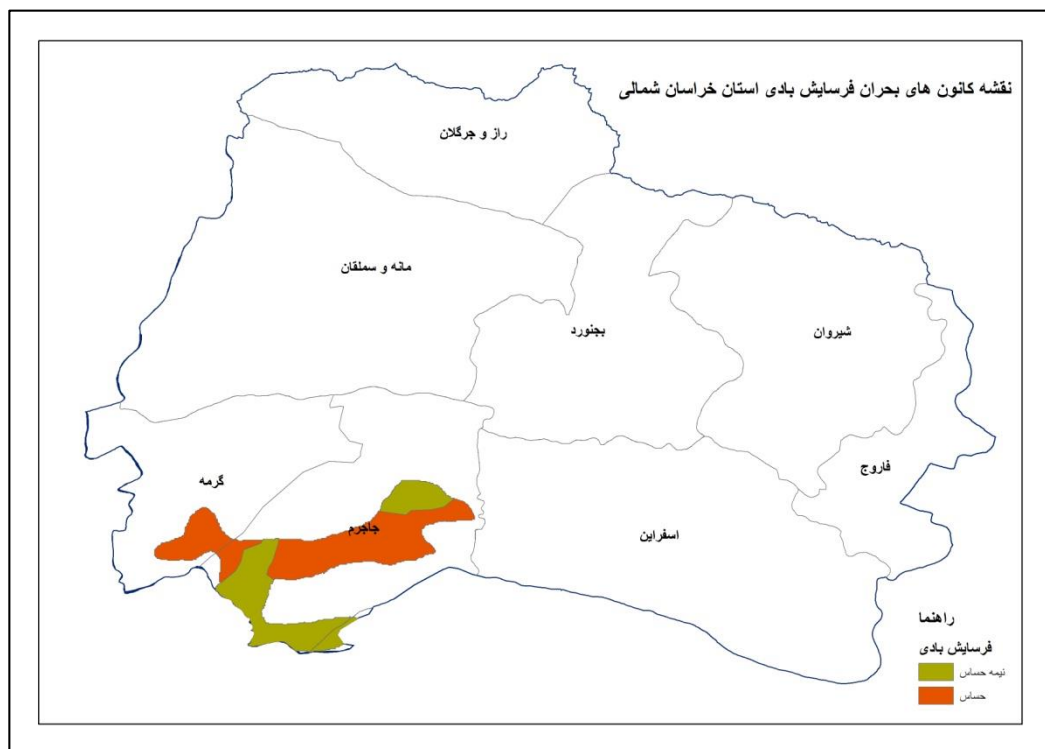 نقشه کانون های بحران فرسایش بادی استان خراسان شمالی
راز و جرگلان
مانه و سملقان
بجنورد
شیروان
فاروج
گرمه
جاجرم
اسفراین
راهنما
فرسایش بادی
نیمه حساس
حساس